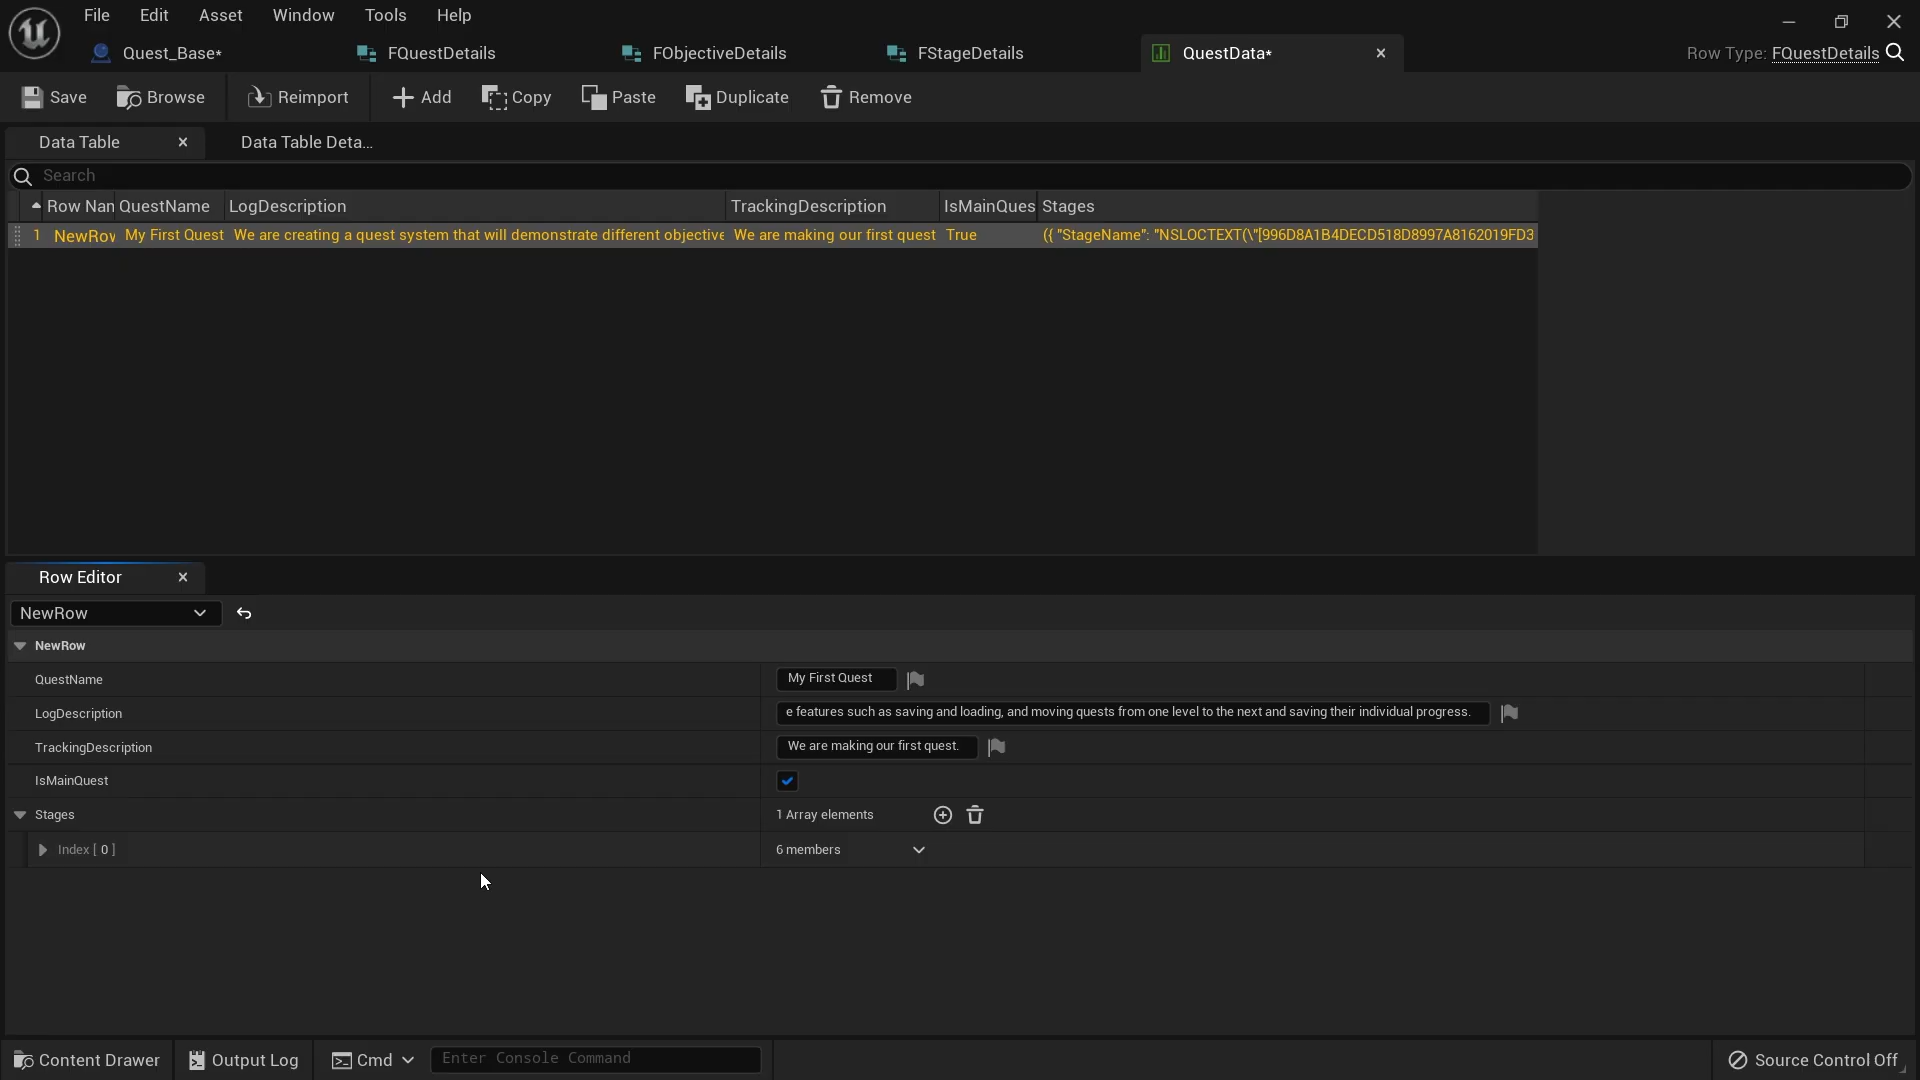 File Edit Asset Window Tools Help
Quest_Base* FQuestDetails FObjectiveDetails FStageDetails QuestData* Row Type: FQuestDetails
Save Browse Reimport Add Copy Paste Duplicate Remove
Data Table Data Table Deta...
Search
Row Nan QuestName LogDescription TrackingDescription IsMainQues Stages
1 NewRow My First Quest We are creating a quest system that will demonstrate different objective We are making our first quest True ({ "StageName": "NSLOCTEXT(\"[996D8A1B4DECD518D8997A8162019FD3
Row Editor
NewRow
NewRow
QuestName My First Quest
LogDescription e features such as saving and loading, and moving quests from one level to the next and saving their individual progress.
TrackingDescription We are making our first quest.
IsMainQuest
Stages 1 Array elements
Index [ 0 ] 6 members
Content Drawer Output Log Cmd Enter Console Command Source Control Off